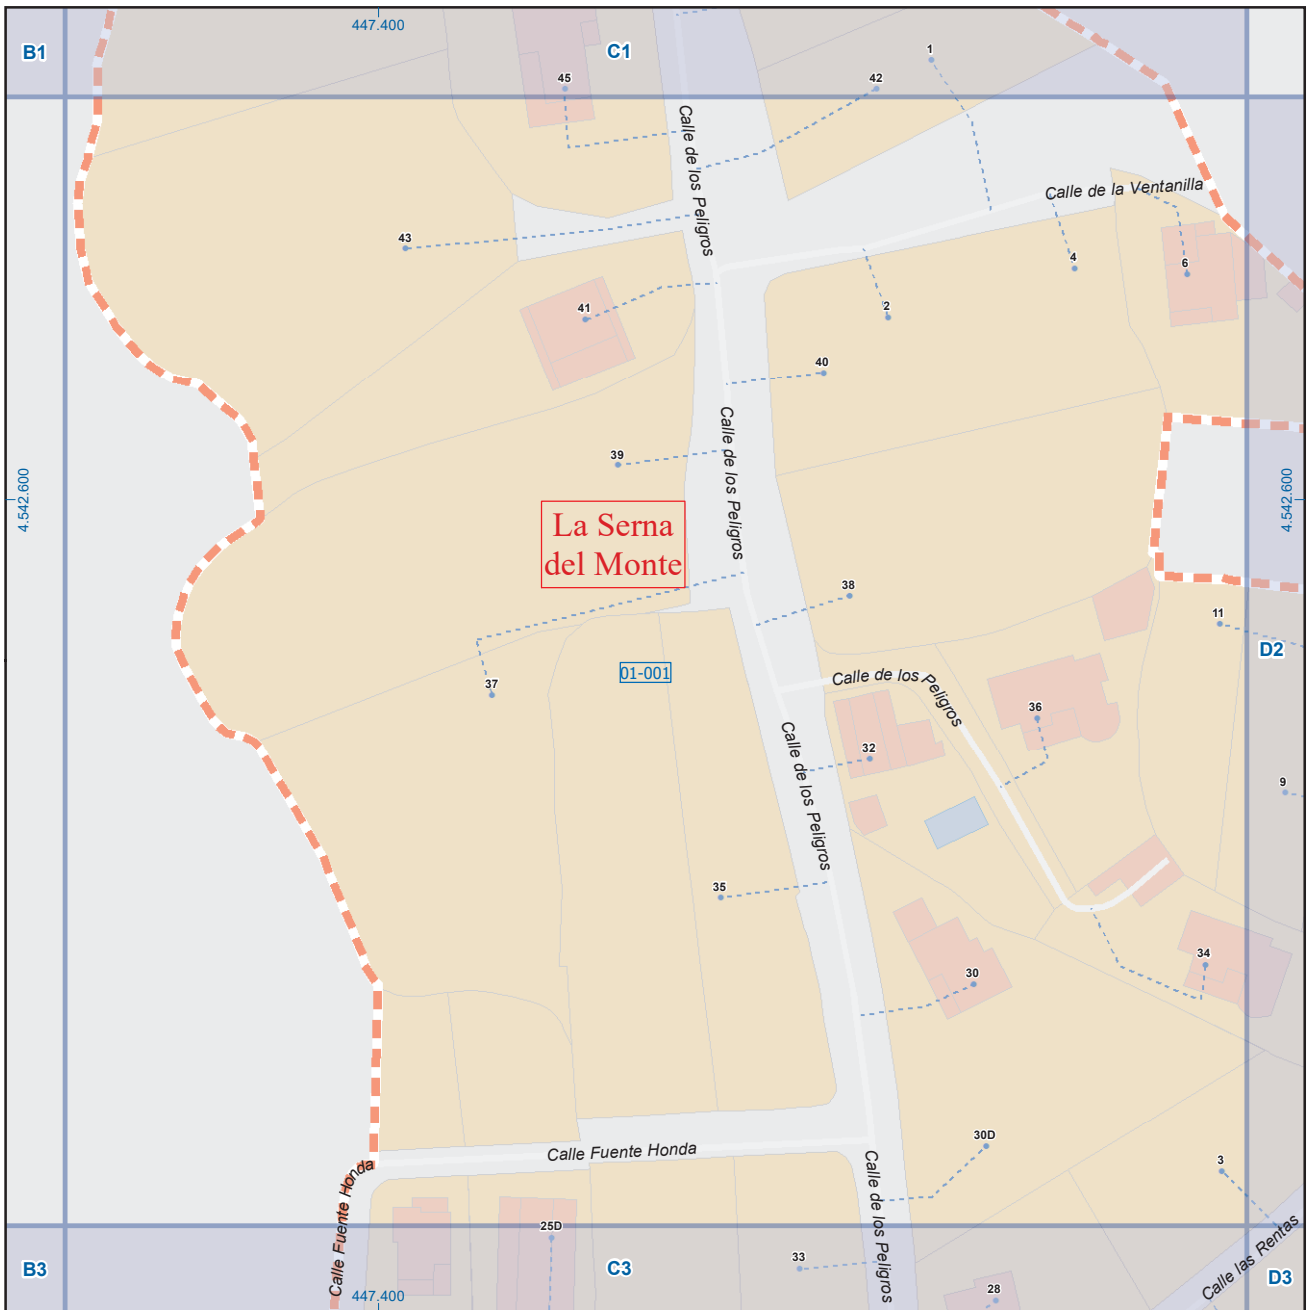 447.400
B1
C1
1
45
42
Calle de los Peligros
Calle de la Ventanilla
43
4
6
41
2
40
Calle de los Peligros
39
4.542.600
4.542.600
La Serna
del Monte
38
11
D2
01-001
Calle de los Peligros
37
36
Calle de los Peligros
32
9
35
34
30
30D
Calle Fuente Honda
3
Calle Fuente Honda
Calle de los Peligros
25D
Calle las Rentas
33
B3
C3
D3
28
447.400